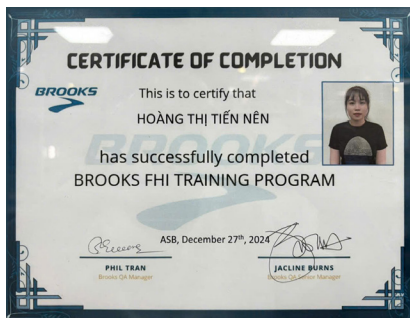 CERTIFICATE OF COMPLETION
BROOKS
This is to certify that
HOÀNG THỊ TIẾN NÊN
BROOKS
has successfully completed
BROOKS FHI TRAINING PROGRAM
ASB, December 27th, 2024
PHIL TRAN
JACLINE BURNS
Brooks QA Manager
Brooks QA Senior Manager